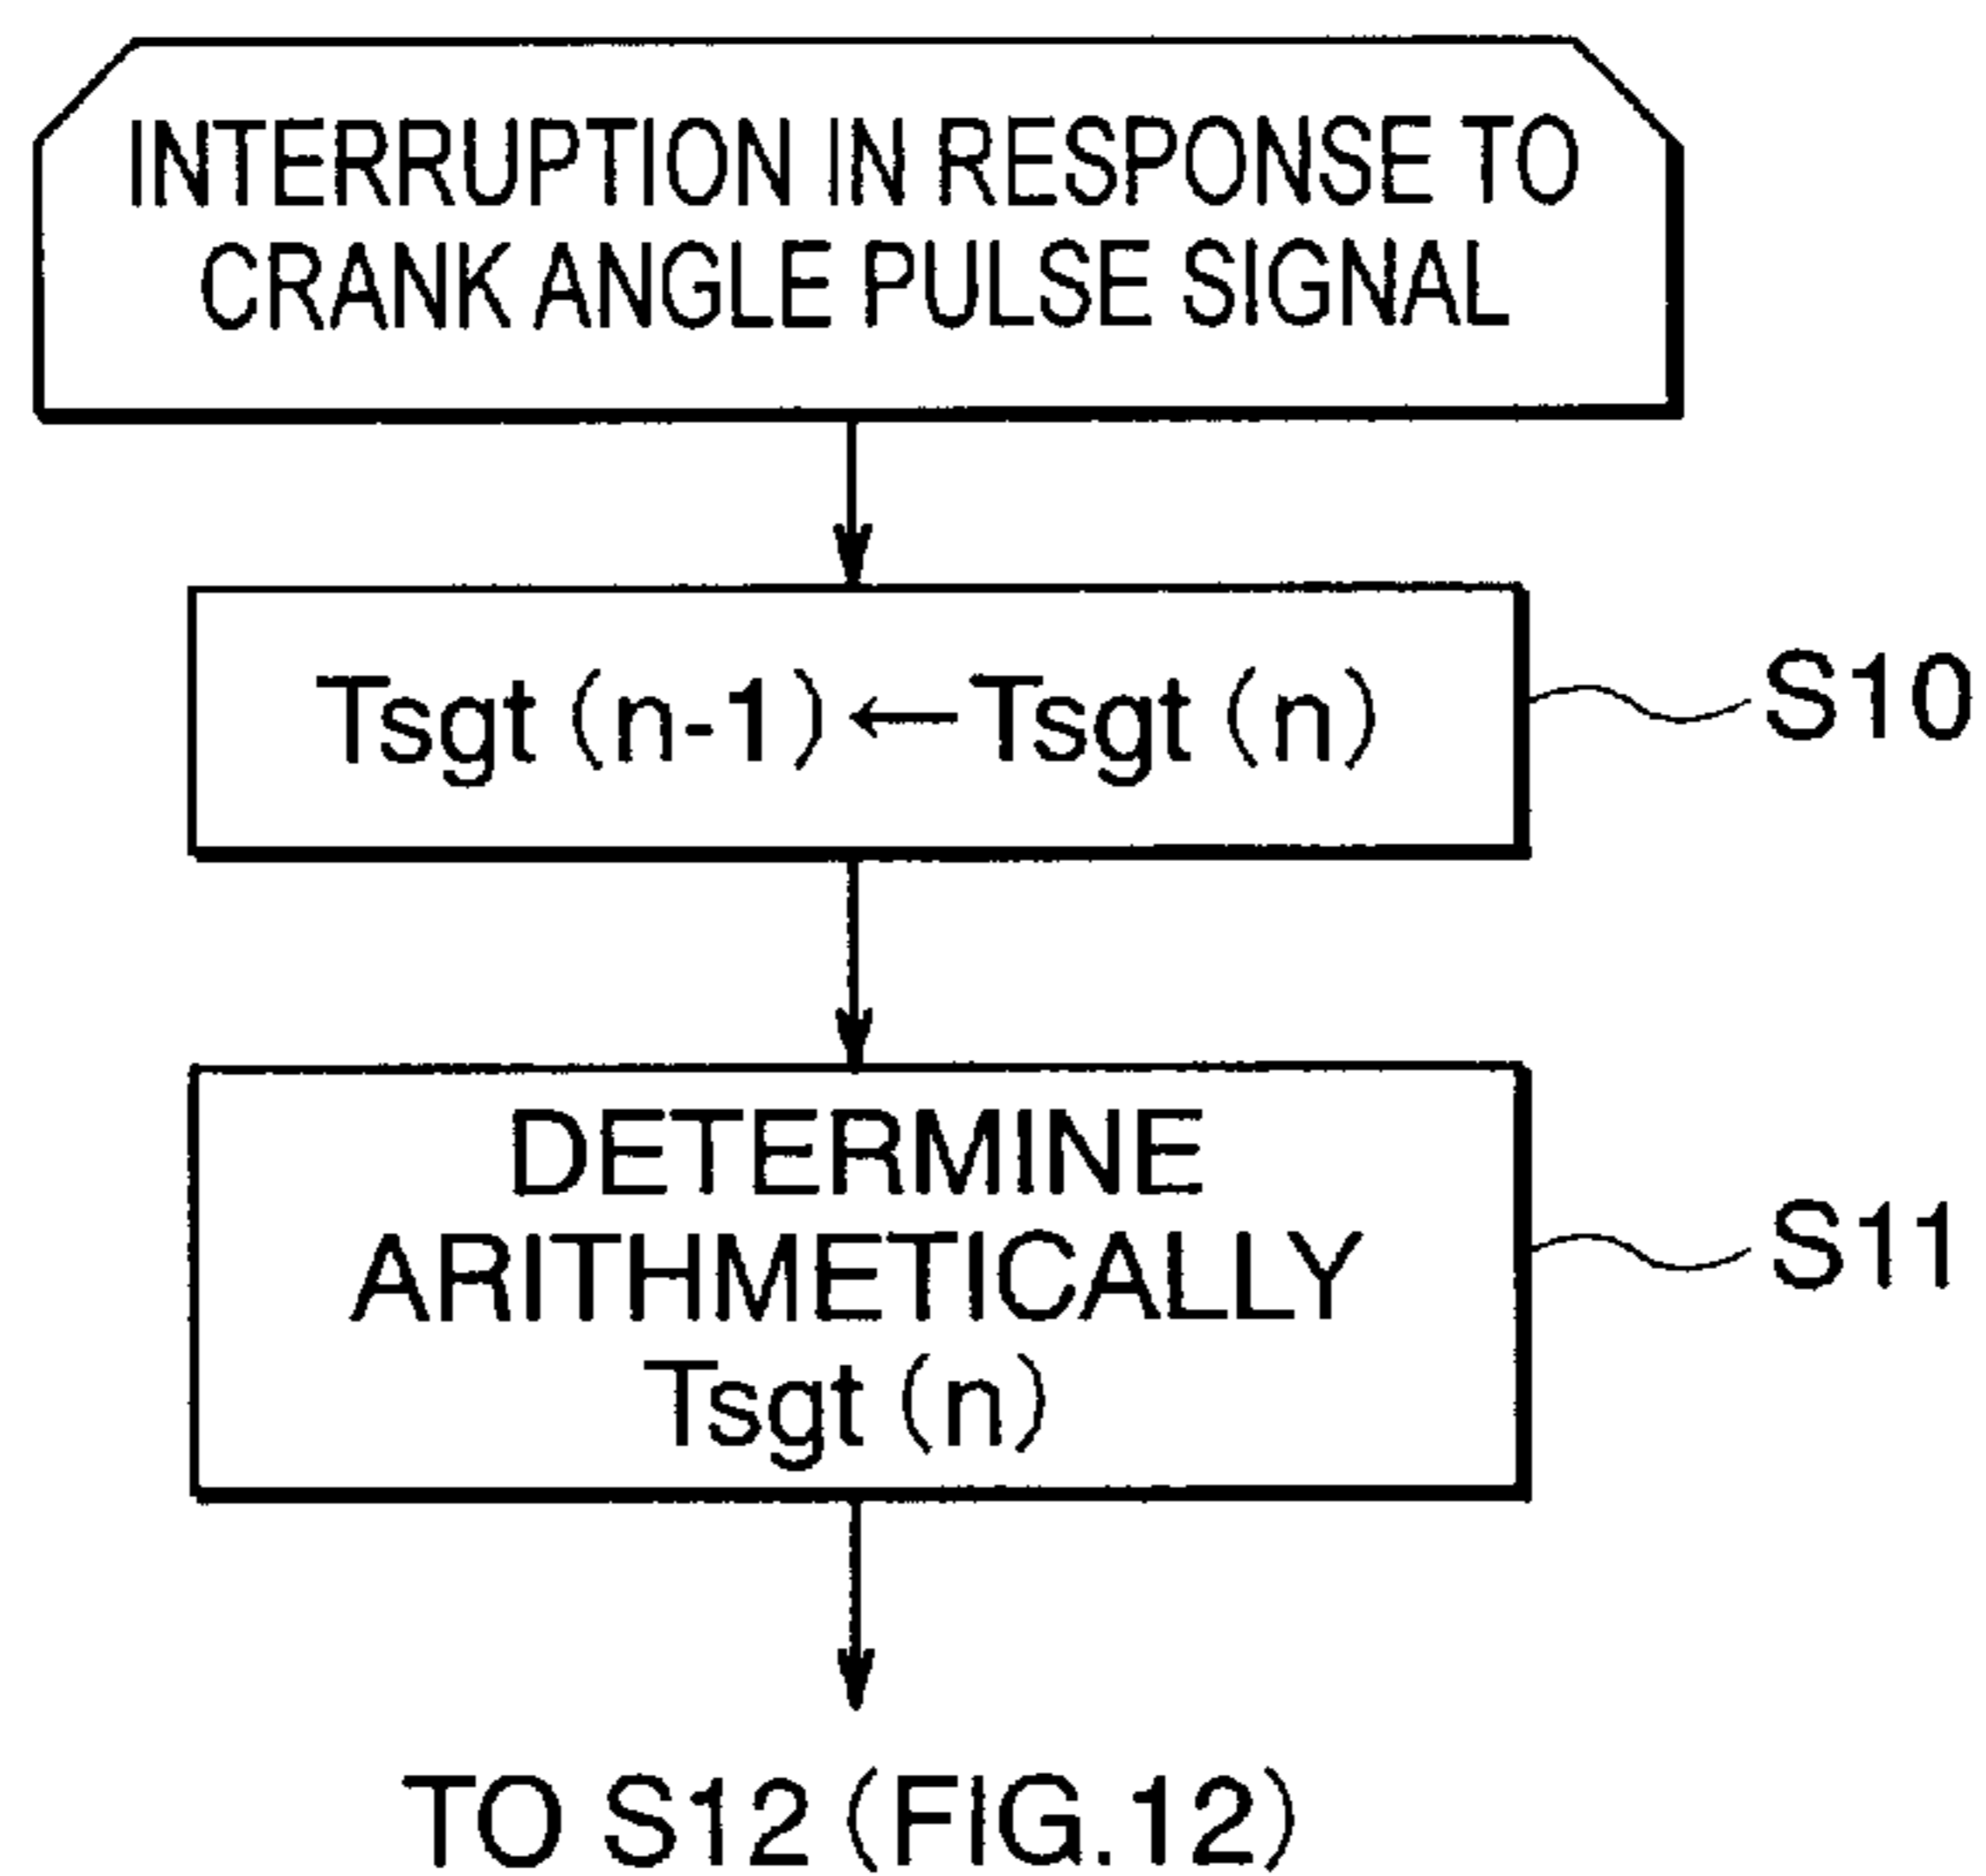 INTERRUPTION IN RESPONSE TO
CRANK ANGLE PULSE SIGNAL
Tsgt (n-1) ← Tsgt (n)
S10
DETERMINE
ARITHMETICALLY
Tsgt (n)
S11
TO S12 (FIG.12)